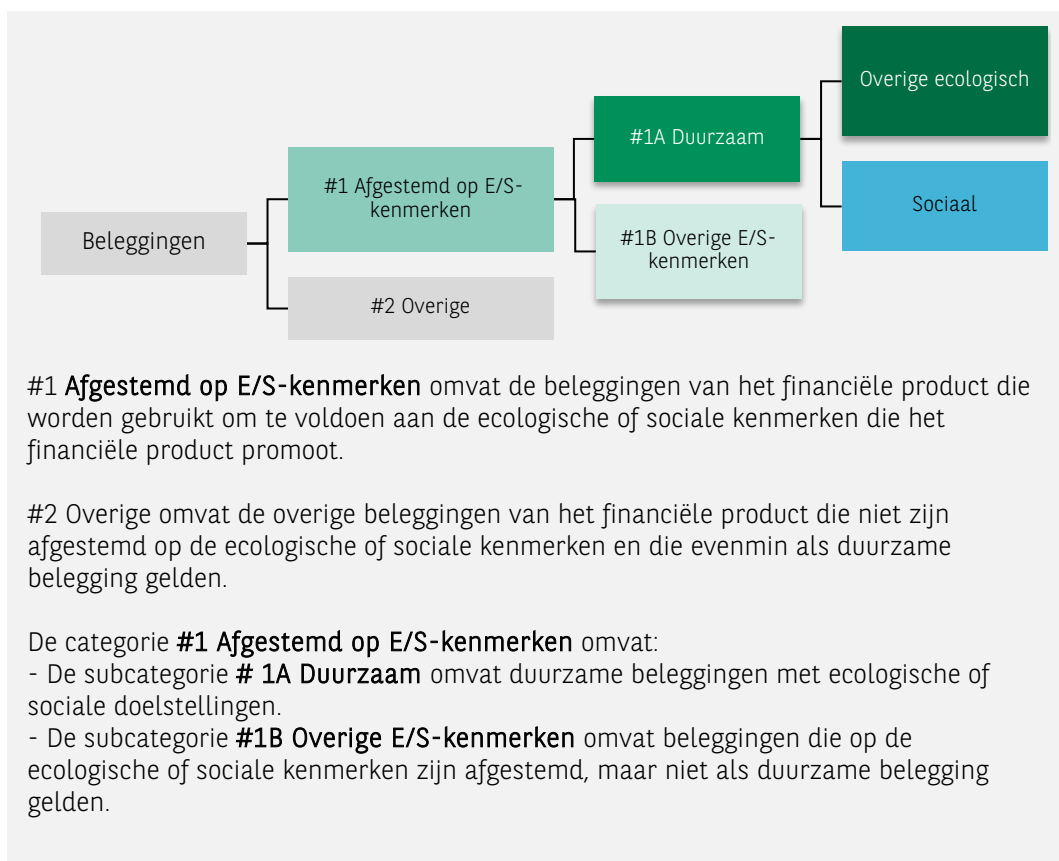 Overige ecologisch
#1A Duurzaam
#1 Afgestemd op E/S-
kenmerken
Sociaal
Beleggingen
#1B Overige E/S-
kenmerken
#2 Overige
#1 Afgestemd op E/S-kenmerken omvat de beleggingen van het financiële product die
worden gebruikt om te voldoen aan de ecologische of sociale kenmerken die het
financiële product promoot.
#2 Overige omvat de overige beleggingen van het financiële product die niet zijn
afgestemd op de ecologische of sociale kenmerken en die evenmin als duurzame
belegging gelden.
De categorie #1 Afgestemd op E/S-kenmerken omvat:
- De subcategorie # 1A Duurzaam omvat duurzame beleggingen met ecologische of
sociale doelstellingen.
- De subcategorie #1B Overige E/S-kenmerken omvat beleggingen die op de
ecologische of sociale kenmerken zijn afgestemd, maar niet als duurzame belegging
gelden.